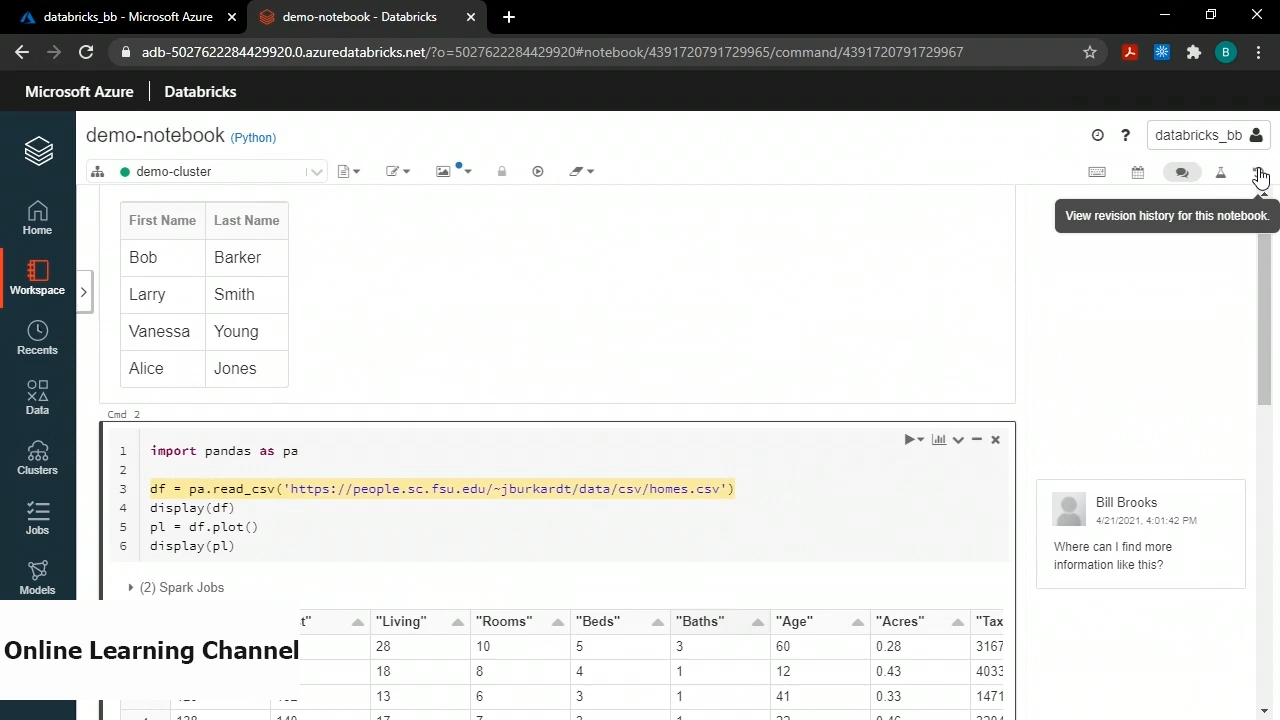 databricks_bb - Microsoft Azure
demo-notebook - Databricks
adb-5027622284429920.0.azuredatabricks.net/?o=5027622284429920#notebook/4391720791729965/command/4391720791729967
B
Microsoft Azure
Databricks
demo-notebook (Python)
?
databricks_bb
demo-cluster
View revision history for this notebook.
Home
Workspace
Recents
Data
Clusters
Jobs
Models
First Name Last Name
Bob Barker
Larry Smith
Vanessa Young
Alice Jones
Cmd 2
1 import pandas as pa
2
3 df = pa.read_csv('https://people.sc.fsu.edu/~jburkardt/data/csv/homes.csv')
4 display(df)
5 pl = df.plot()
6 display(pl)
(2) Spark Jobs
Bill Brooks
4/21/2021, 4:01:42 PM
Where can I find more
information like this?
"Living" "Rooms" "Beds" "Baths" "Age" "Acres" "Tax
28 10 5 3 60 0.28 3167
18 8 4 1 12 0.43 4033
13 6 3 1 41 0.33 1471
Online Learning Channel